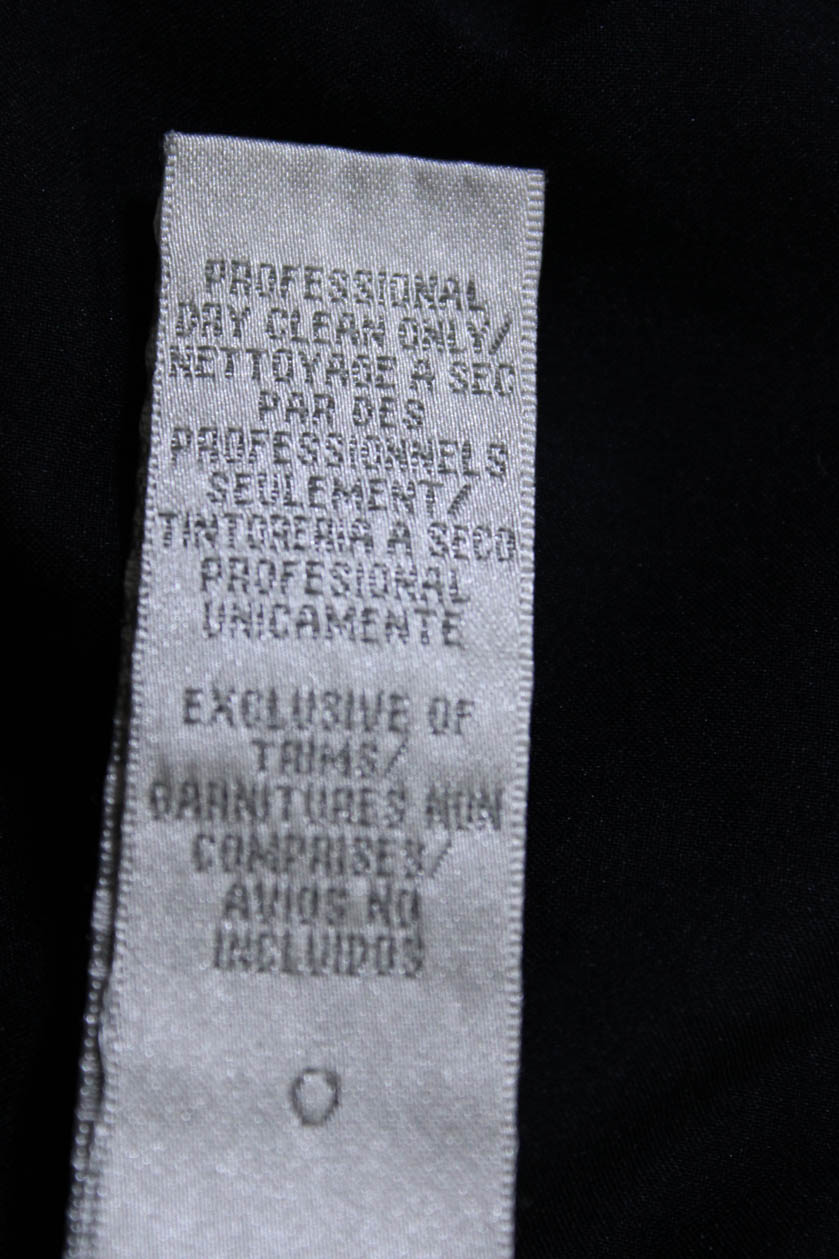 PROFESSIONAL
DRY CLEAN ONLY/
NETTOYAGE A SEC
PAR DES
PROFESSIONNELS
SEULEMENT/
TINTORERIA A SECO
PROFESIONAL
UNICAMENTE
EXCLUSIVE OF
TRIMS/
GARNITURES NON
COMPRISES/
AVIOS NO
INCLUIDOS